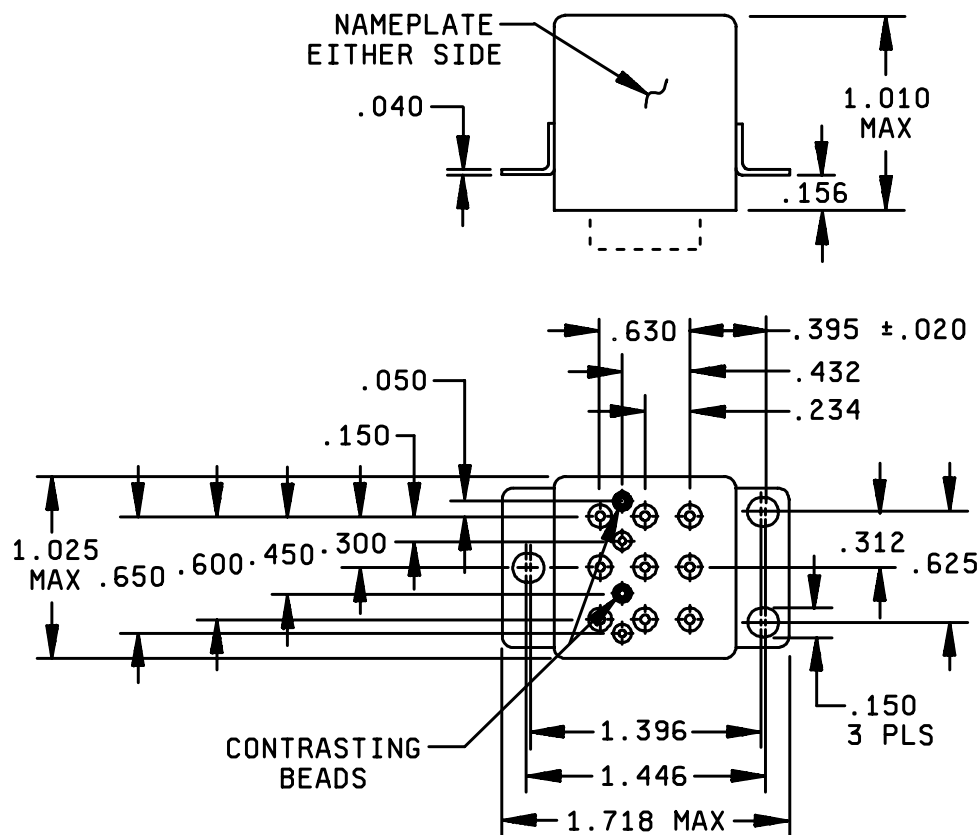 NAMEPLATE
EITHER SIDE
.040
1.010
MAX
.156
.630
.395 ±.020
.050
.432
.234
.150
1.025
MAX
.650
.600
.450
.300
.312
.625
.150
3 PLS
CONTRASTING
BEADS
1.396
1.446
1.718 MAX